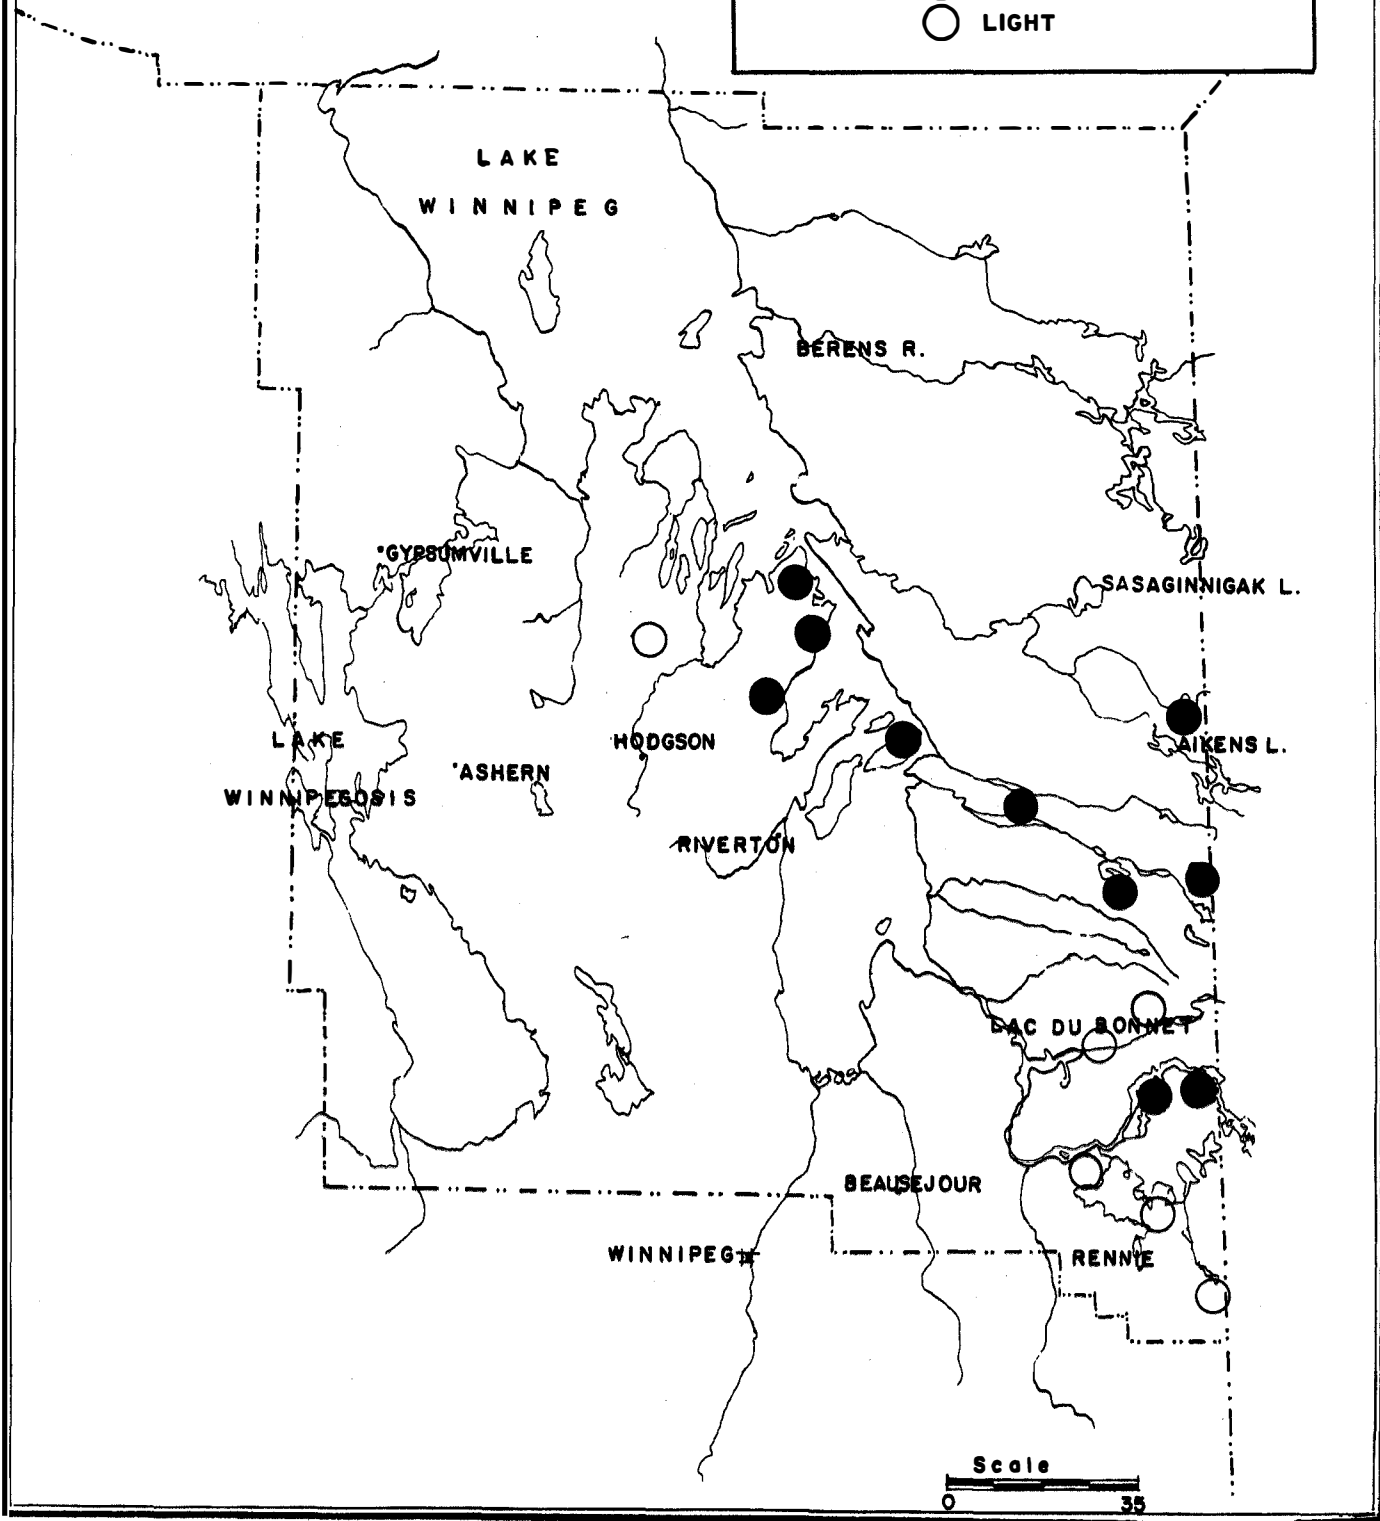 LIGHT
LAKE
WINNIPEG
BERENS R.
GYPSUMVILLE
SASAGINNIGAK L.
LAKE
HODGSON
AIKENS L.
ASHERN
WINNIPEGOSIS
RIVERTON
LAC DU BONNET
BEAUSEJOUR
WINNIPEG
RENNIE
Scale
0 35